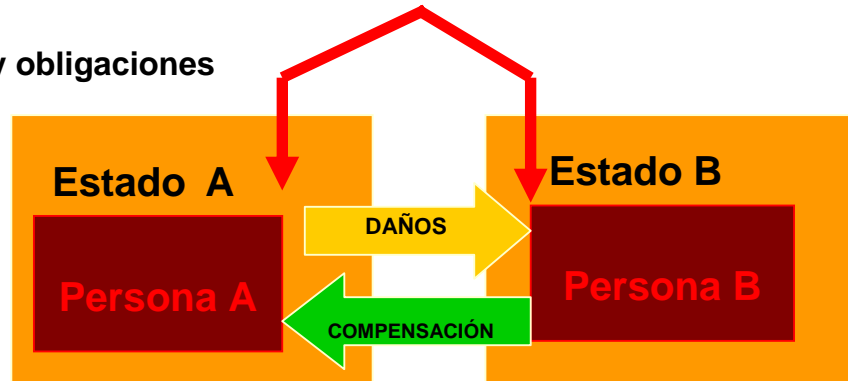 y obligaciones
Estado A
Estado B
DAÑOS
Persona A
Persona B
COMPENSACIÓN